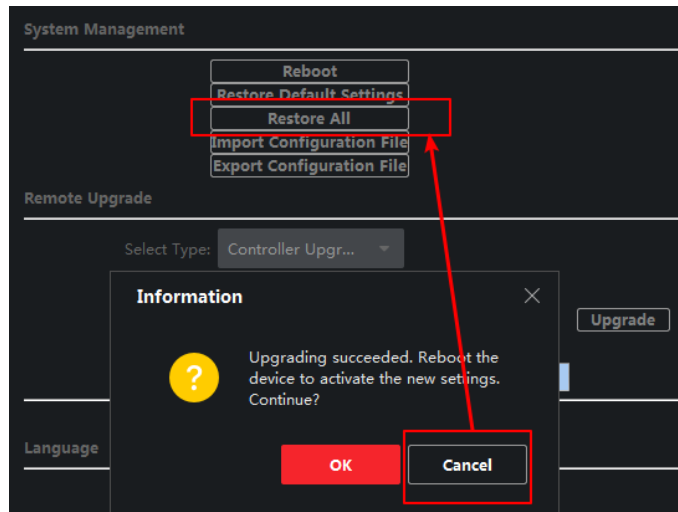 System Management
Reboot
Restore Default Settings
Restore All
Import Configuration File
Export Configuration File
Remote Upgrade
Select Type: Controller Upgr...
Information
Upgrade
Upgrading succeeded. Reboot the
device to activate the new settings.
Continue?
?
Language
OK
Cancel